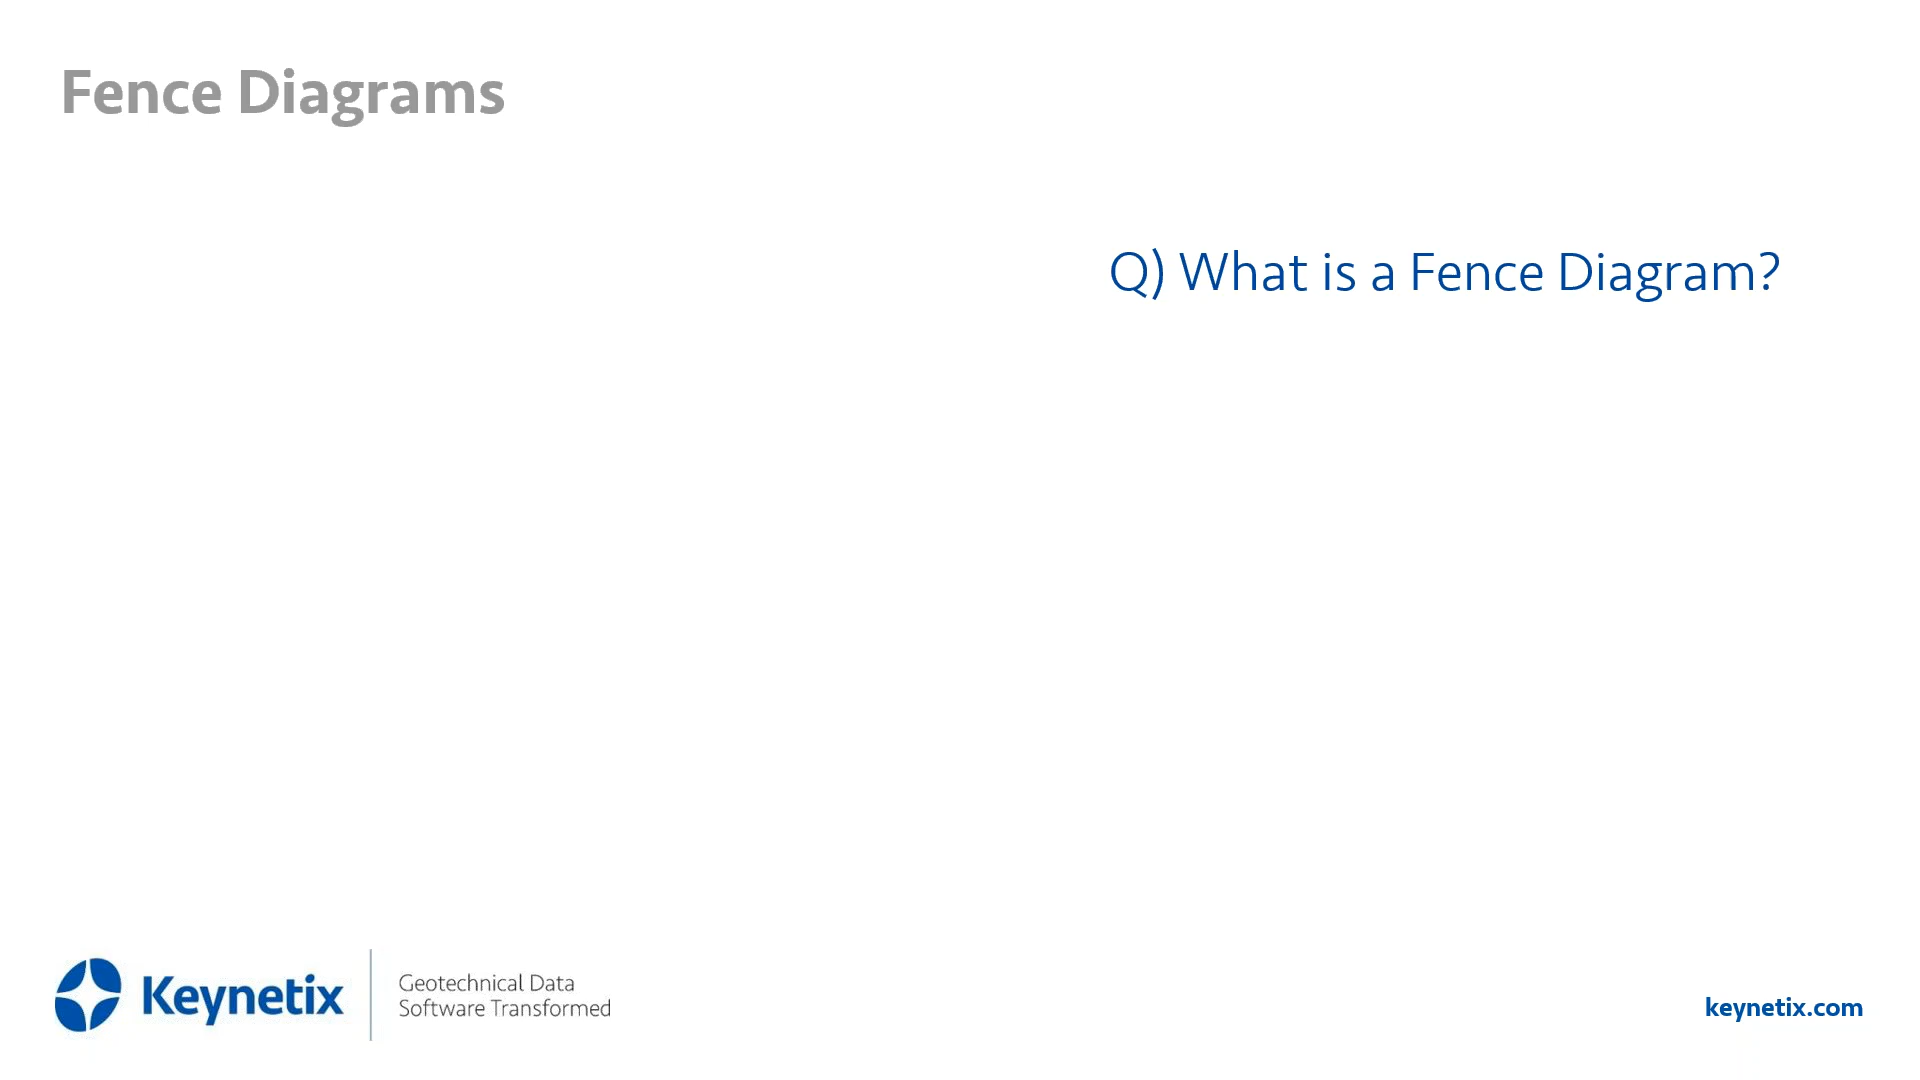 Fence Diagrams
Q) What is a Fence Diagram?
Keynetix
Geotechnical Data
Software Transformed
keynetix.com